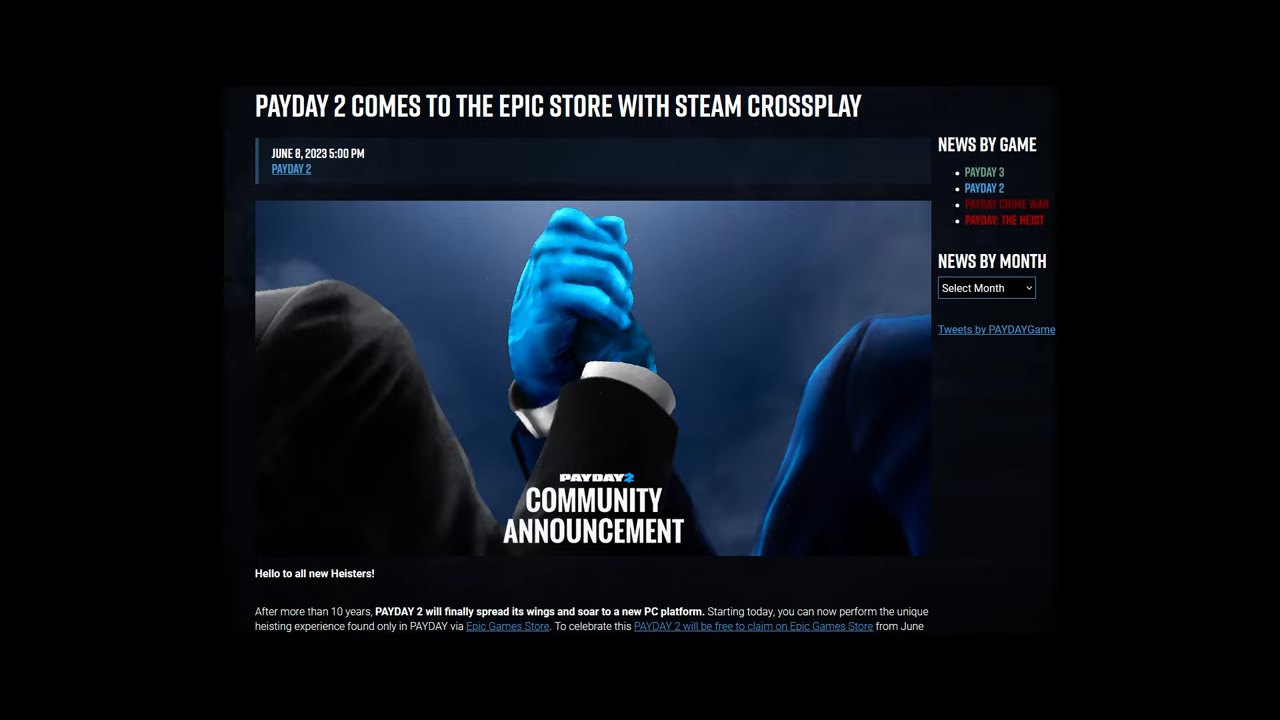 PAYDAY 2 COMES TO THE EPIC STORE WITH STEAM CROSSPLAY
JUNE 8, 2023 5:00 PM
PAYDAY 2
PAYDAY2
COMMUNITY
ANNOUNCEMENT
Hello to all new Heisters!
After more than 10 years, PAYDAY 2 will finally spread its wings and soar to a new PC platform. Starting today, you can now perform the unique
heisting experience found only in PAYDAY via Epic Games Store. To celebrate this PAYDAY 2 will be free to claim on Epic Games Store from June
NEWS BY GAME
PAYDAY 3
PAYDAY 2
PAYDAY CRIME WAR
PAYDAY: THE HEIST
NEWS BY MONTH
Select Month
Tweets by PAYDAYGame